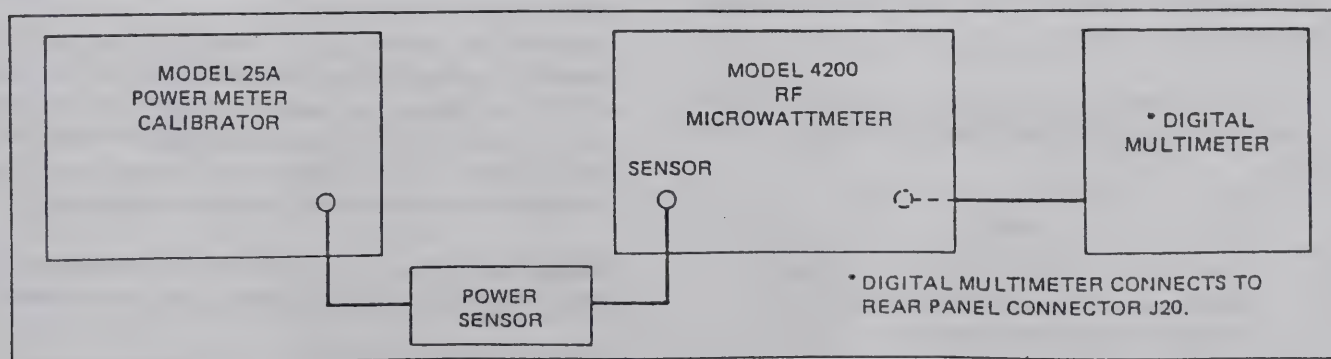 MODEL 25A
POWER METER
CALIBRATOR
MODEL 4200
RF
MICROWATTMETER
SENSOR
* DIGITAL
MULTIMETER
POWER
SENSOR
* DIGITAL MULTIMETER CONNECTS TO
REAR PANEL CONNECTOR J20.